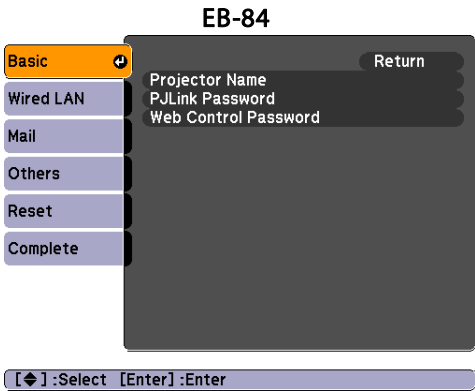 EB-84
Basic
Return
Projector Name
Wired LAN
PJLink Password
Web Control Password
Mail
Others
Reset
Complete
[◆] :Select [Enter] :Enter